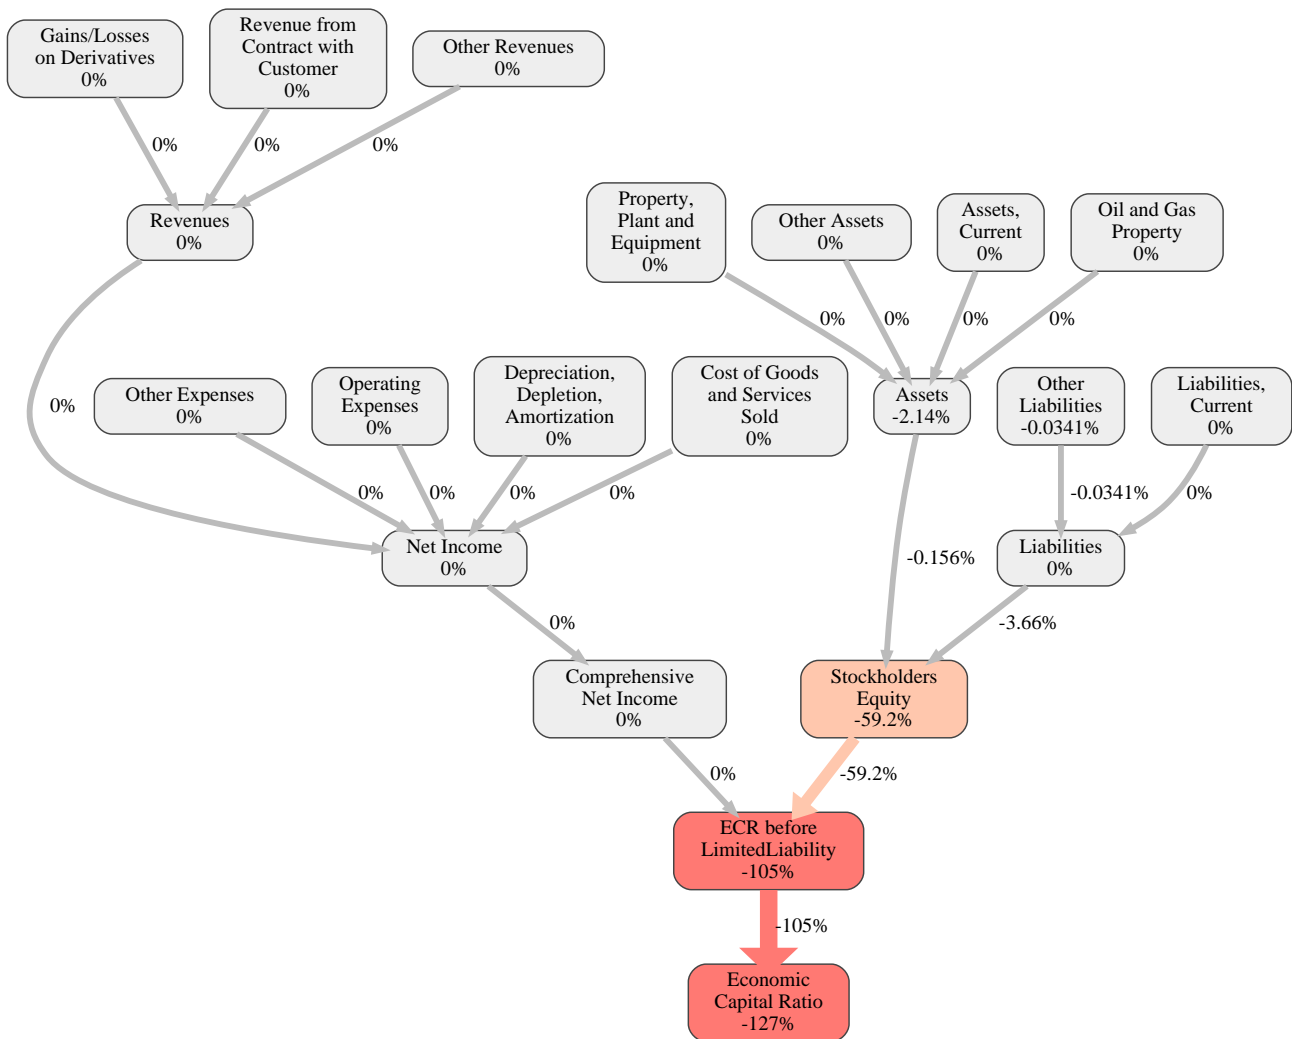 Gains/Losses
on Derivatives
0%
Revenue from
Contract with
Customer
0%
Other Revenues
0%
0%
0%
0%
Revenues
0%
Property,
Plant and
Equipment
0%
Other Assets
0%
Assets,
Current
0%
Oil and Gas
Property
0%
0%
0%
0%
0%
0%
Other Expenses
0%
Operating
Expenses
0%
Depreciation,
Depletion,
Amortization
0%
Cost of Goods
and Services
Sold
0%
Assets
-2.14%
Other
Liabilities
-0.0341%
Liabilities,
Current
0%
0%
0%
0%
0%
-0.0341%
0%
Net Income
0%
Liabilities
0%
-0.156%
0%
-3.66%
Comprehensive
Net Income
0%
Stockholders
Equity
-59.2%
0%
-59.2%
ECR before
LimitedLiability
-105%
-105%
Economic
Capital Ratio
-127%